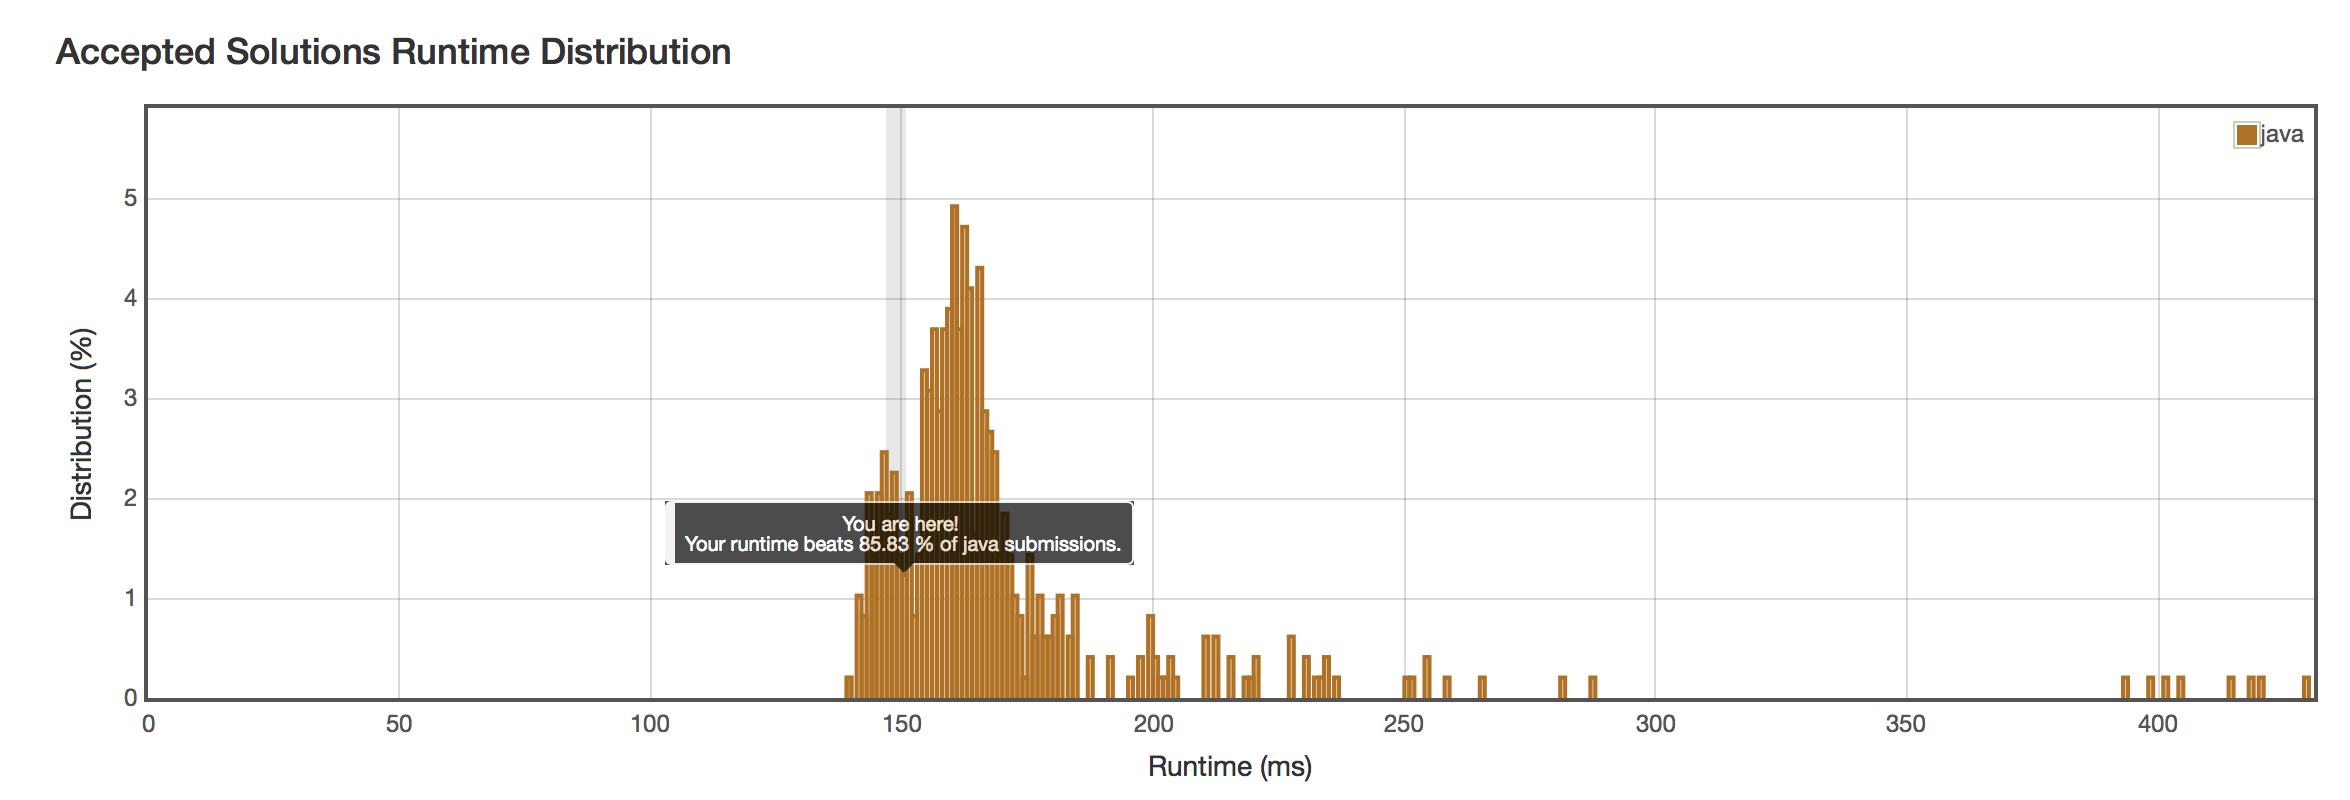 Accepted Solutions Runtime Distribution
java
5
4
3
2
1
0
Distribution (%)
You are here!
Your runtime beats 85.83 % of java submissions.
0 50 100 150 200 250 300 350 400
Runtime (ms)